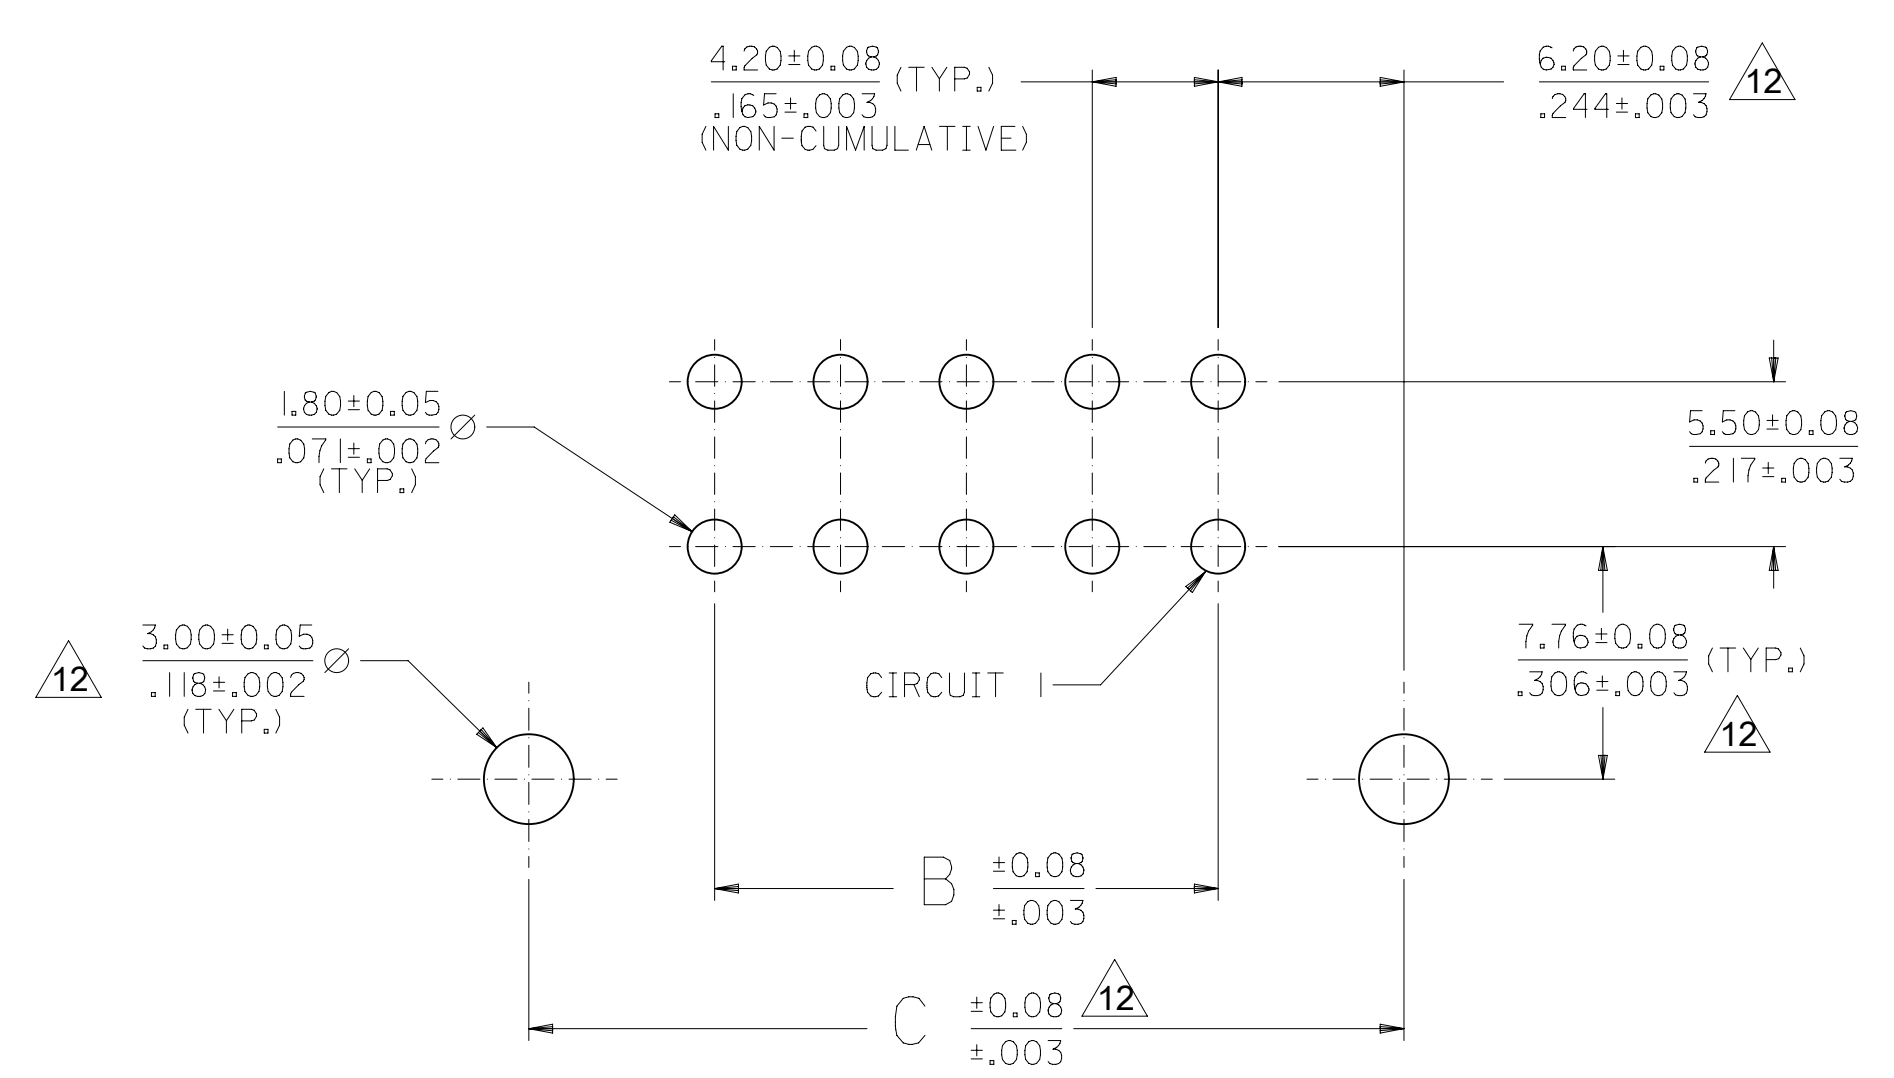 4.20±0.08 (TYP.)
.165±.003
(NON-CUMULATIVE)
6.20±0.08
.244±.003
12
1.80±0.05 ∅
.071±.002
(TYP.)
5.50±0.08
.217±.003
3.00±0.05 ∅
.118±.002
(TYP.)
12
CIRCUIT 1
7.76±0.08 (TYP.)
.306±.003
12
B ±0.08
±.003
C ±0.08
±.003
12